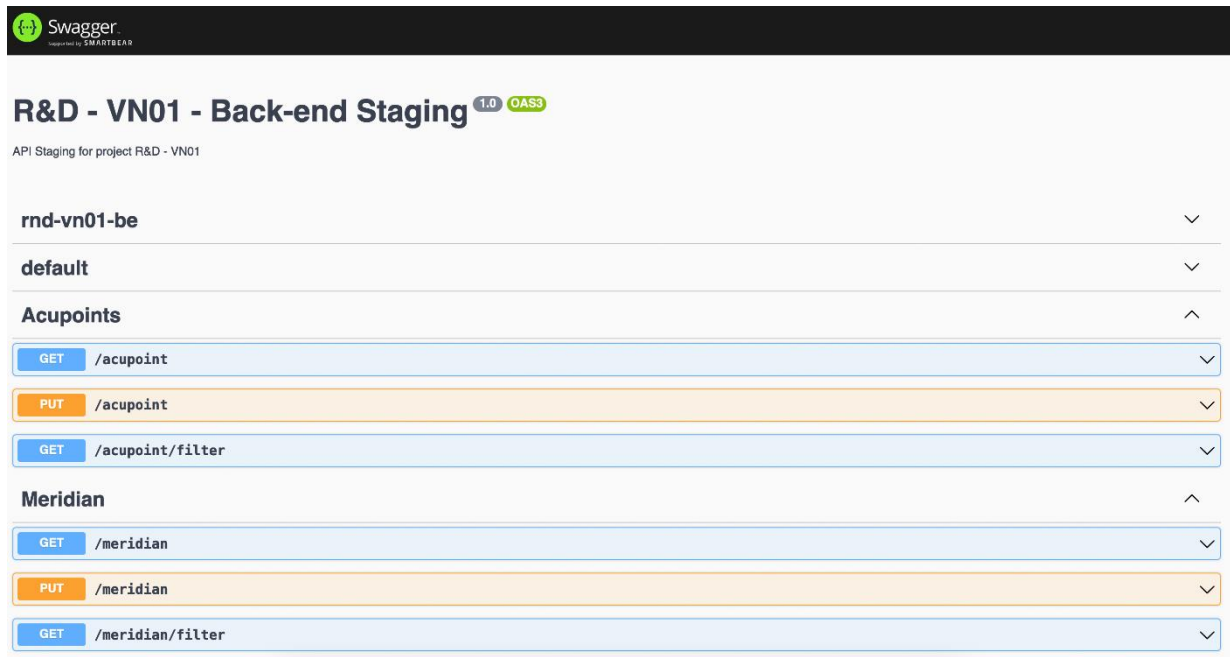 Swagger
Supported by SMARTBEAR
R&D - VN01 - Back-end Staging 1.0 OAS3
API Staging for project R&D - VN01
rnd-vn01-be
default
Acupoints
GET /acupoint
PUT /acupoint
GET /acupoint/filter
Meridian
GET /meridian
PUT /meridian
GET /meridian/filter